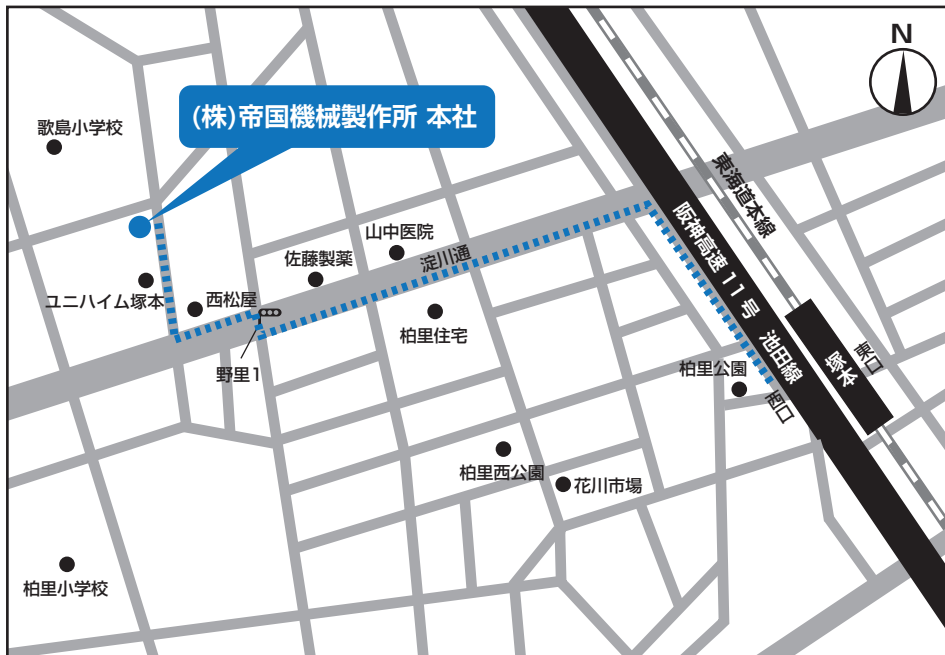 N
(株)帝国機械製作所 本社
歌島小学校
東海道本線
阪神高速 11 号 池田線
山中医院
淀川通
佐藤製薬
ユニハイム塚本
西松屋
野里1
柏里住宅
塚本
東口
西口
柏里公園
柏里西公園
花川市場
柏里小学校